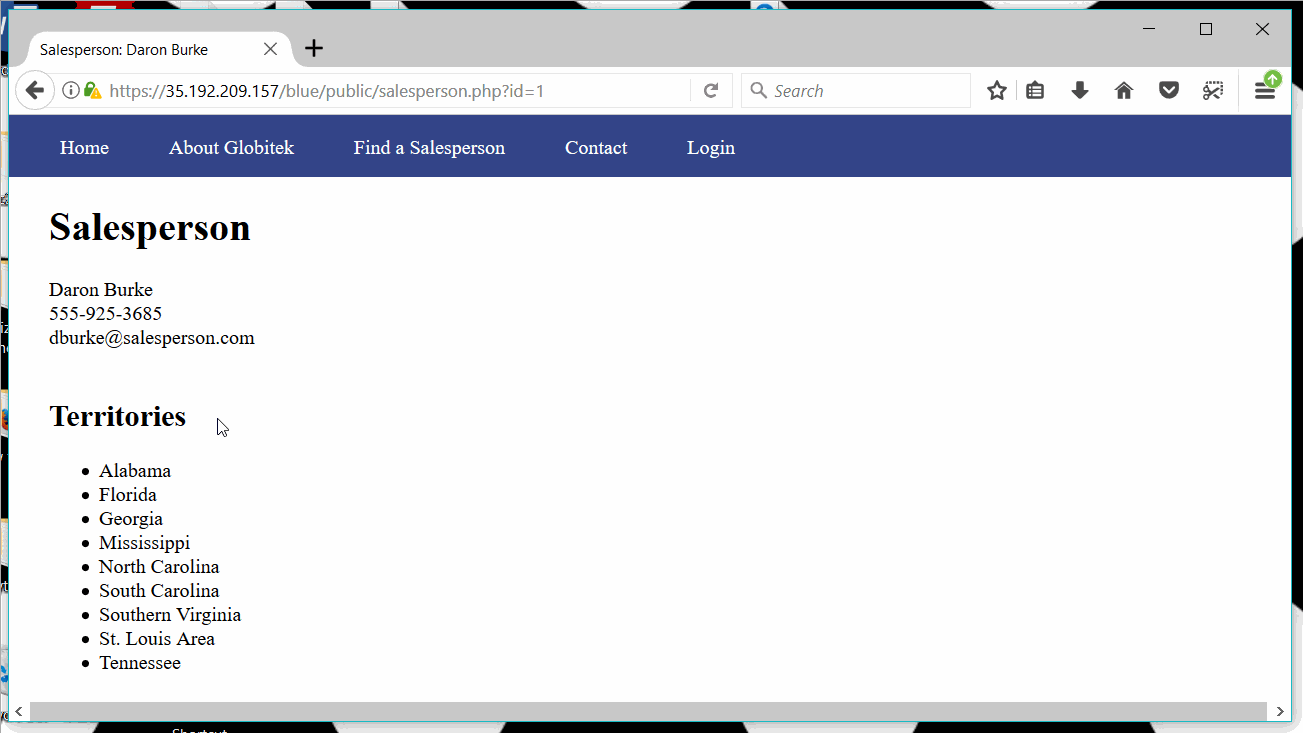 Salesperson: Daron Burke
https://35.192.209.157/blue/public/salesperson.php?id=1
Search
Home
About Globitek
Find a Salesperson
Contact
Login
Salesperson
Daron Burke
555-925-3685
dburke@salesperson.com
Territories
Alabama
Florida
Georgia
Mississippi
North Carolina
South Carolina
Southern Virginia
St. Louis Area
Tennessee